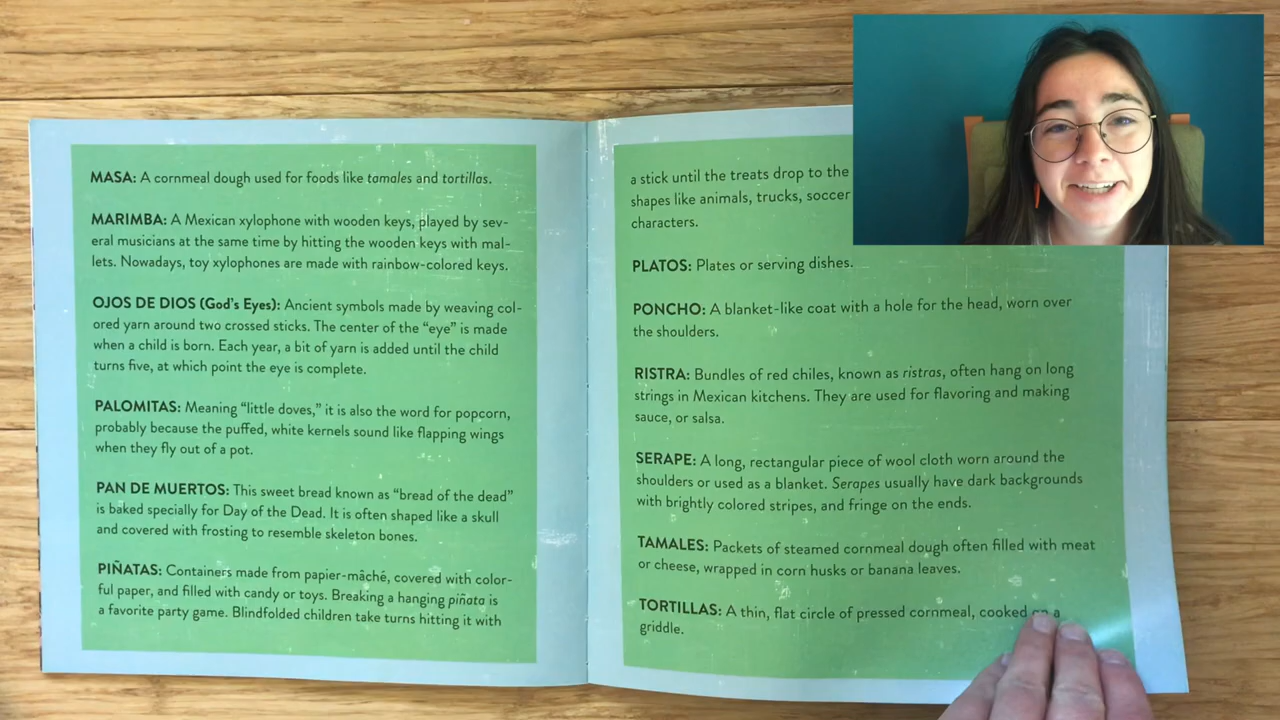 MASA: A cornmeal dough used for foods like tamales and tortillas.
MARIMBA: A Mexican xylophone with wooden keys, played by sev-
eral musicians at the same time by hitting the wooden keys with mal-
lets. Nowadays, toy xylophones are made with rainbow-colored keys.
OJOS DE DIOS (God's Eyes): Ancient symbols made by weaving col-
ored yarn around two crossed sticks. The center of the "eye" is made
when a child is born. Each year, a bit of yarn is added until the child
turns five, at which point the eye is complete.
PALOMITAS: Meaning "little doves," it is also the word for popcorn,
probably because the puffed, white kernels sound like flapping wings
when they fly out of a pot.
PAN DE MUERTOS: This sweet bread known as "bread of the dead"
is baked specially for Day of the Dead. It is often shaped like a skull
and covered with frosting to resemble skeleton bones.
PIÑATAS: Containers made from papier-mâché, covered with color-
ful paper, and filled with candy or toys. Breaking a hanging piñata is
a favorite party game. Blindfolded children take turns hitting it with
a stick until the treats drop to the
shapes like animals, trucks, soccer
characters.
PLATOS: Plates or serving dishes.
PONCHO: A blanket-like coat with a hole for the head, worn over
the shoulders.
RISTRA: Bundles of red chiles, known as ristras, often hang on long
strings in Mexican kitchens. They are used for flavoring and making
sauce, or salsa.
SERAPE: A long, rectangular piece of wool cloth worn around the
shoulders or used as a blanket. Serapes usually have dark backgrounds
with brightly colored stripes, and fringe on the ends.
TAMALES: Packets of steamed cornmeal dough often filled with meat
or cheese, wrapped in corn husks or banana leaves.
TORTILLAS: A thin, flat circle of pressed cornmeal, cooked on a
griddle.